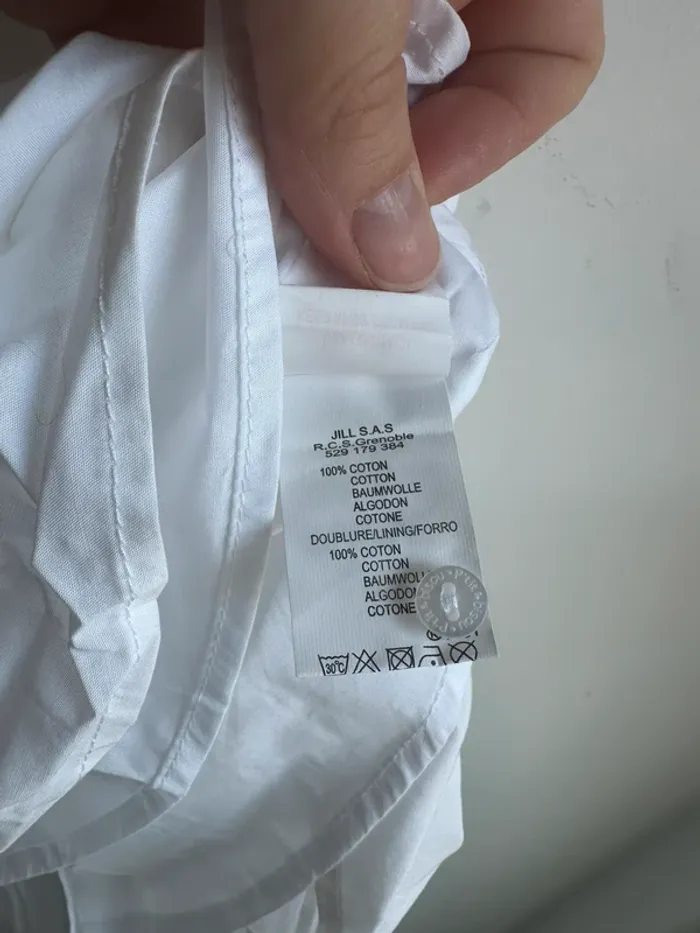 JILL S.A.S
R.C.S.Grenoble
529 179 384
100% COTON
COTTON
BAUMWOLLE
ALGODON
COTONE
DOUBLURE/LINING/FORRO
100% COTON
COTTON
BAUMWOLL
ALGODO
COTONE
30°C